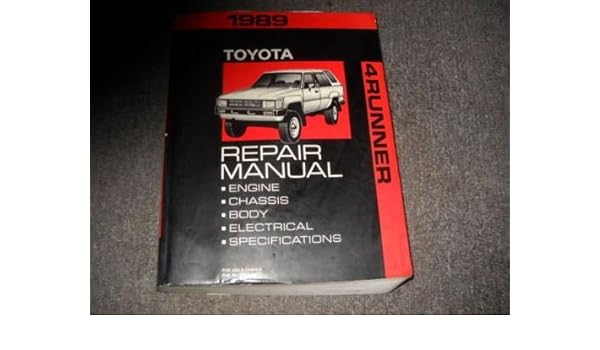 1989
TOYOTA
4RUNNER
REPAIR
MANUAL
▪ ENGINE
▪ CHASSIS
▪ BODY
▪ ELECTRICAL
▪ SPECIFICATIONS